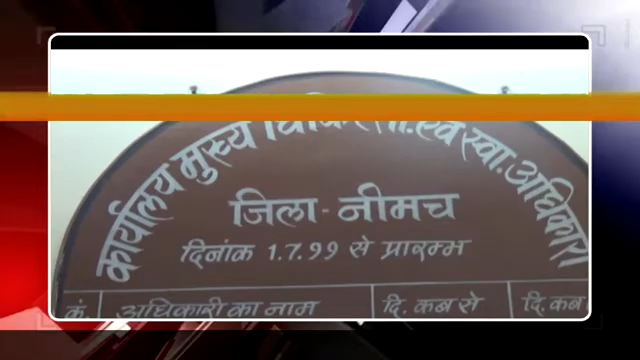 कार्यालय मुख्य चिकित्सा.एवं स्वा.अधिकारी
जिला - नीमच
दिनांक 1.7.99 से प्रारम्भ
कं. अधिकारी का नाम दि. कब से दि. कब